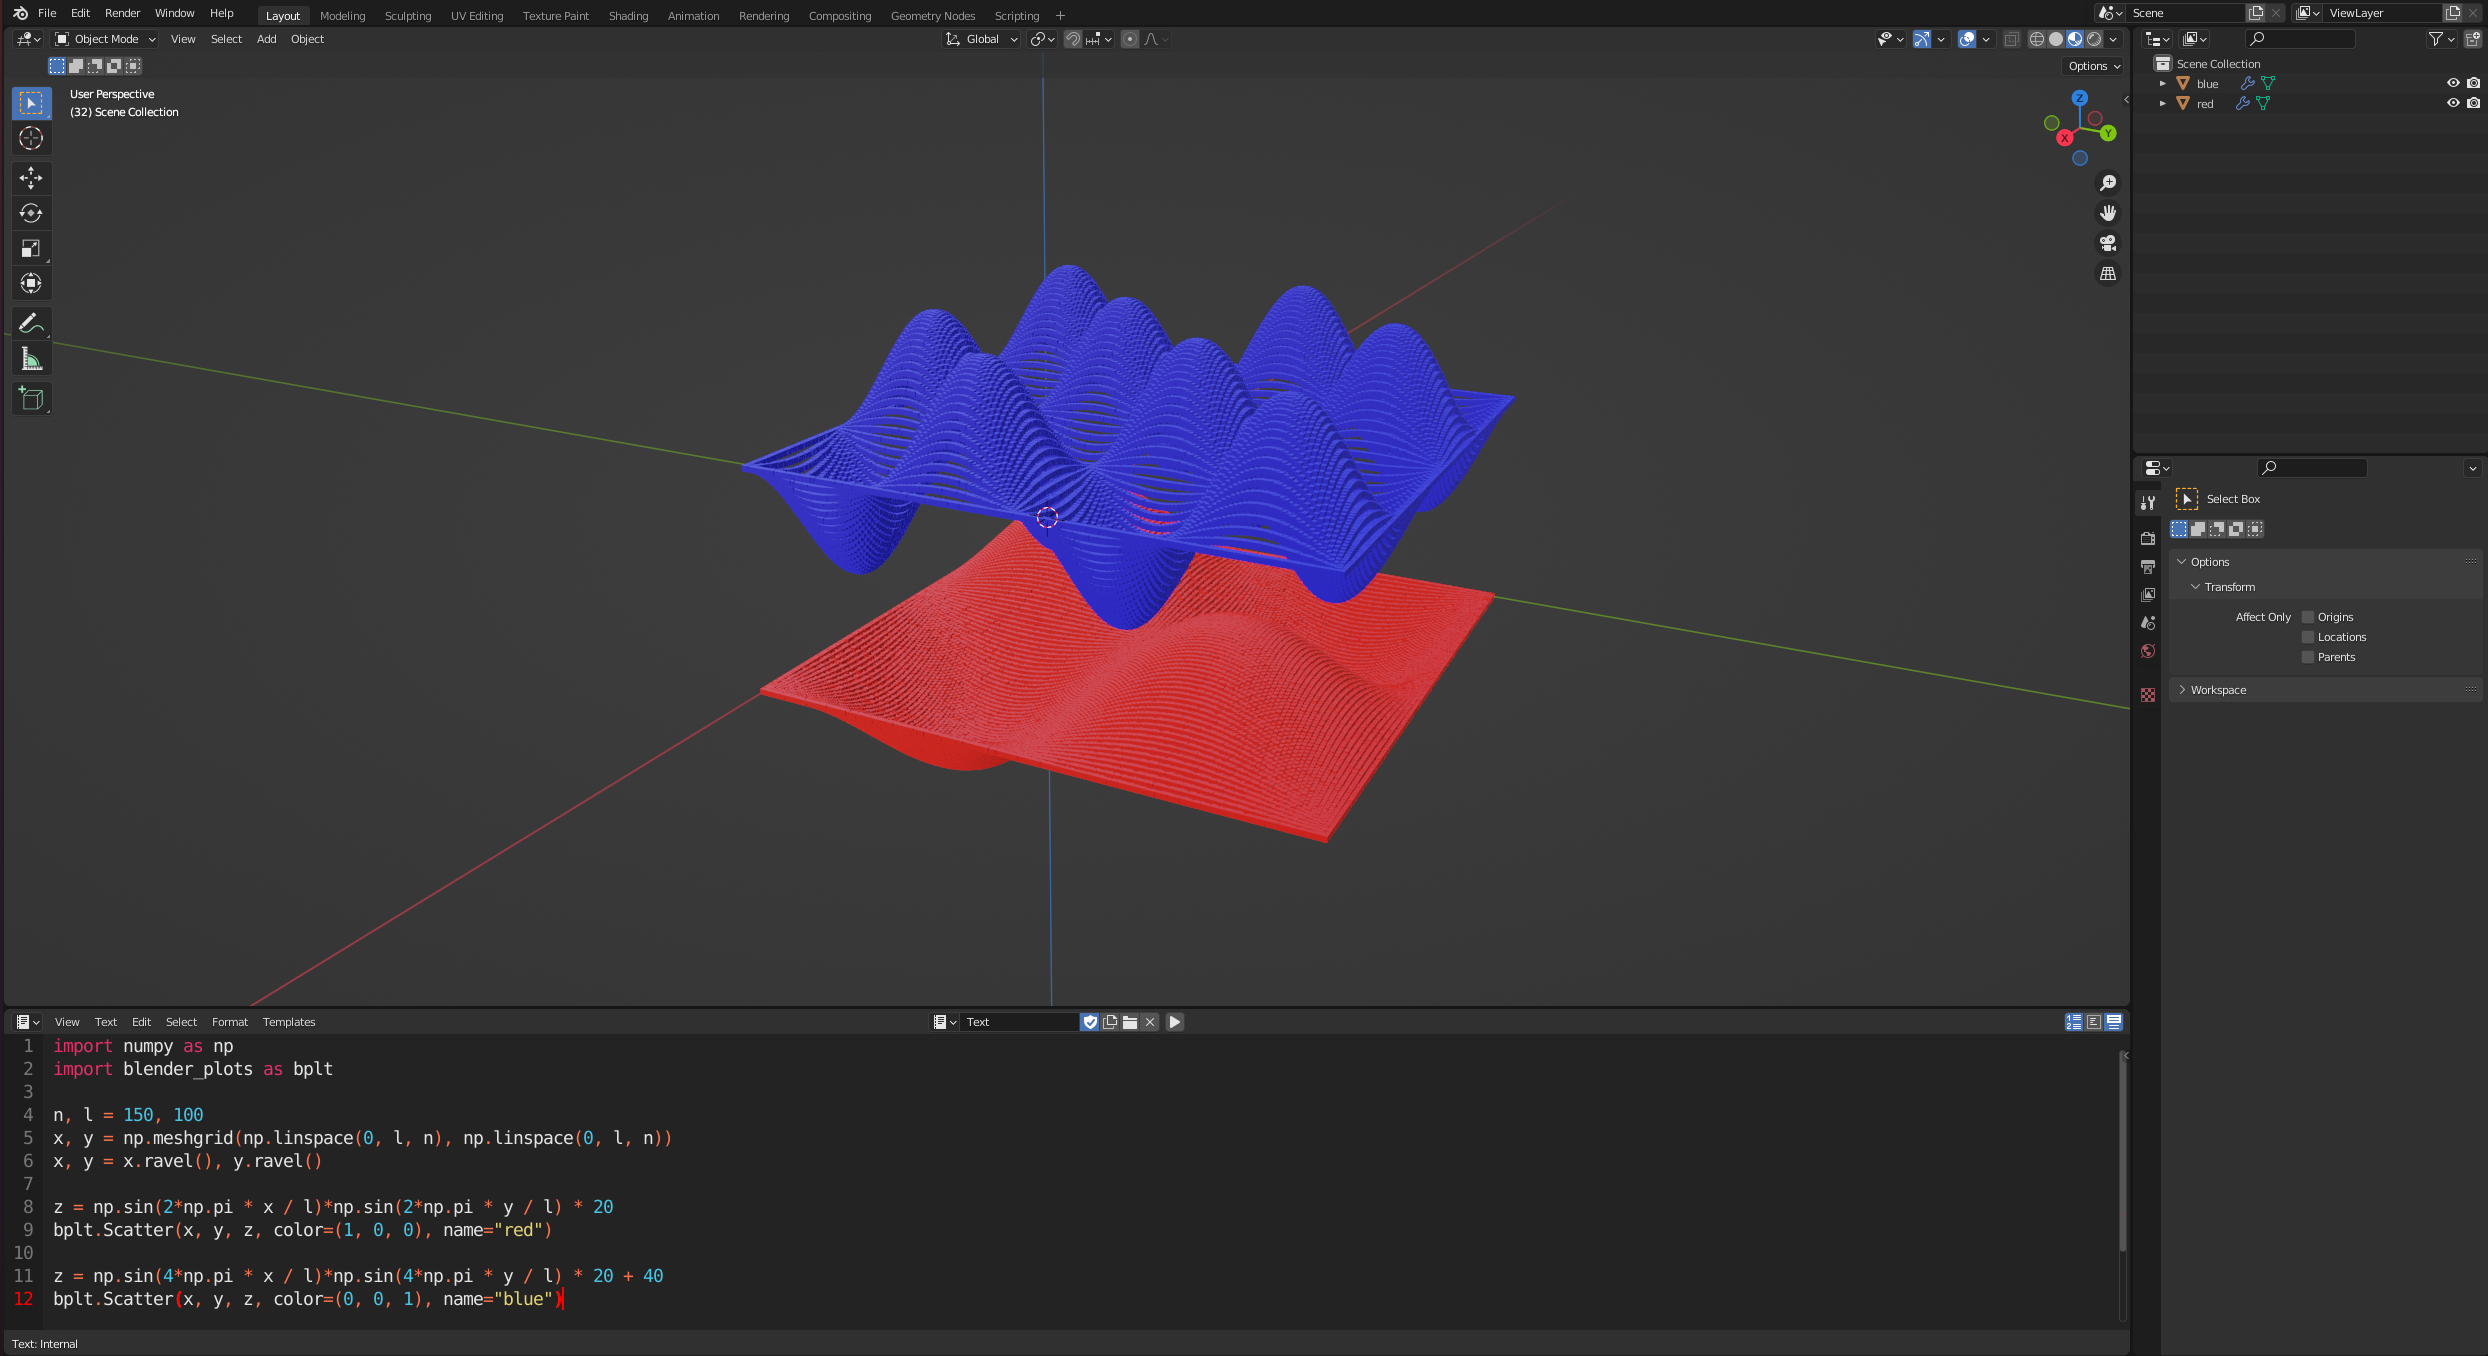 File Edit Render Window Help Layout Modeling Sculpting UV Editing Texture Paint Shading Animation Rendering Compositing Geometry Nodes Scripting + Scene ViewLayer
Object Mode View Select Add Object Global
Options
User Perspective
(32) Scene Collection
Z
Y
X
Scene Collection
blue
red
Select Box
Options
Transform
Affect Only Origins
Locations
Parents
Workspace
View Text Edit Select Format Templates Text
1 import numpy as np
2 import blender_plots as bplt
3
4 n, l = 150, 100
5 x, y = np.meshgrid(np.linspace(0, l, n), np.linspace(0, l, n))
6 x, y = x.ravel(), y.ravel()
7
8 z = np.sin(2*np.pi * x / l)*np.sin(2*np.pi * y / l) * 20
9 bplt.Scatter(x, y, z, color=(1, 0, 0), name="red")
10
11 z = np.sin(4*np.pi * x / l)*np.sin(4*np.pi * y / l) * 20 + 40
12 bplt.Scatter(x, y, z, color=(0, 0, 1), name="blue")
Text: Internal